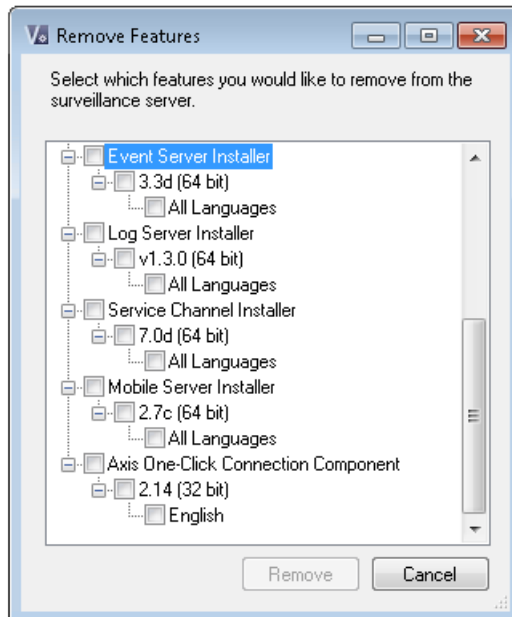 Remove Features
Select which features you would like to remove from the
surveillance server.
Event Server Installer
3.3d (64 bit)
All Languages
Log Server Installer
v1.3.0 (64 bit)
All Languages
Service Channel Installer
7.0d (64 bit)
All Languages
Mobile Server Installer
2.7c (64 bit)
All Languages
Axis One-Click Connection Component
2.14 (32 bit)
English
Remove
Cancel